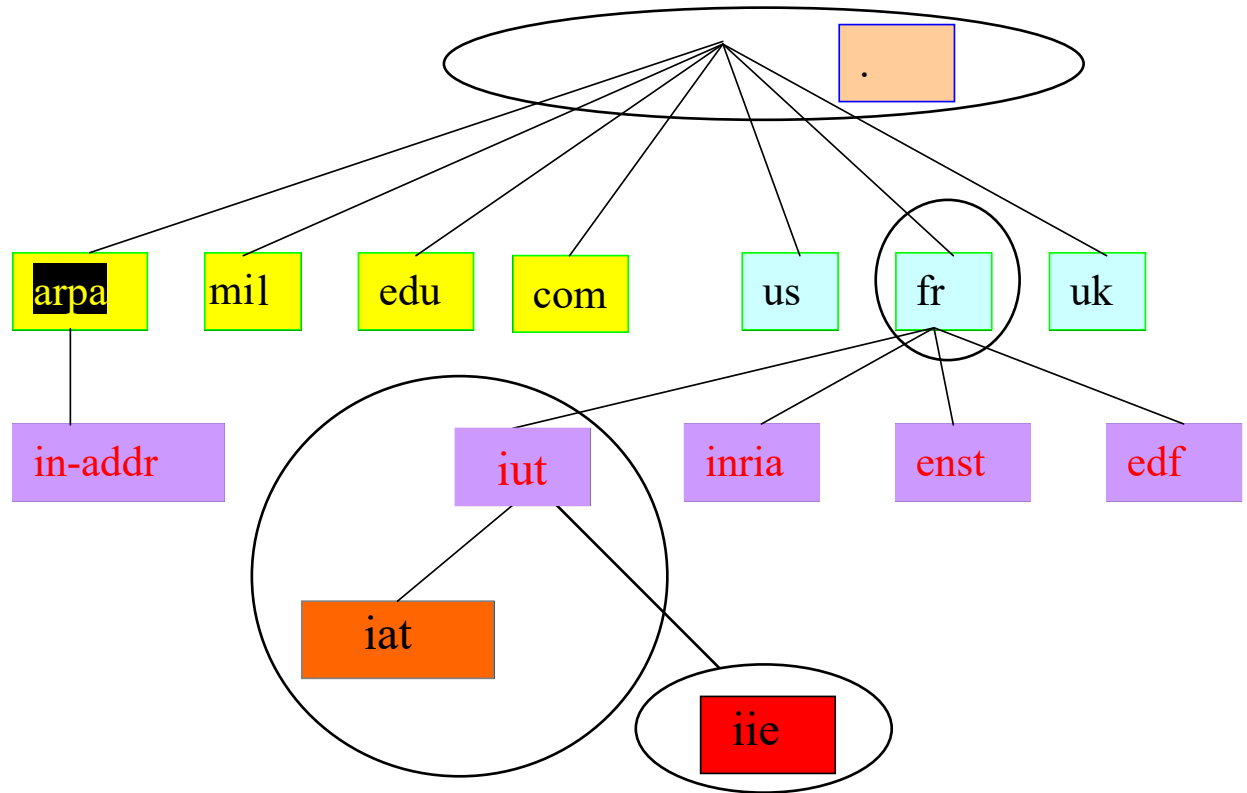 .
arpa
mil
edu
com
us
fr
uk
in-addr
iut
inria
enst
edf
iat
iie